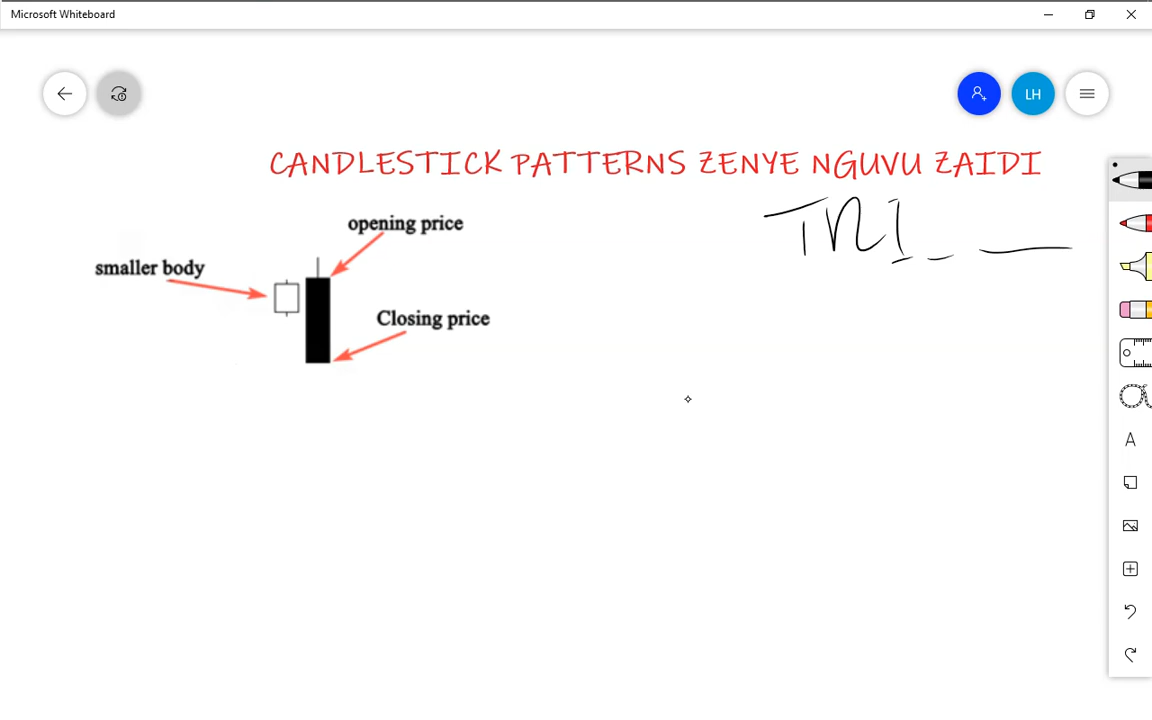 Microsoft Whiteboard
LH
CANDLESTICK PATTERNS ZENYE NGUVU ZAIDI
opening price
smaller body
Closing price
A